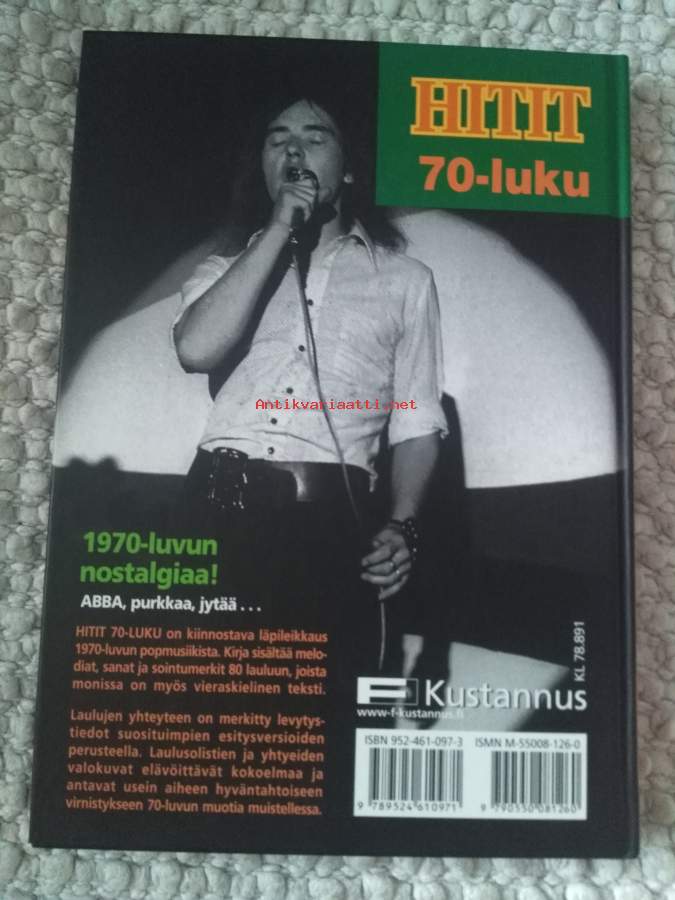 HITIT
70-luku
Antikvariaatti.net
1970-luvun
nostalgiaa!
ABBA, purkkaa, jytää . . .
HITIT 70-LUKU on kiinnostava läpileikkaus
1970-luvun popmusiikista. Kirja sisältää melo-
diat, sanat ja sointumerkit 80 lauluun, joista
monissa on myös vieraskielinen teksti.
Laulujen yhteyteen on merkitty levytys-
tiedot suosituimpien esitysversioiden
perusteella. Laulusolistien ja yhtyeiden
valokuvat elävöittävät kokoelmaa ja
antavat usein aiheen hyväntahtoiseen
virnistykseen 70-luvun muotia muistellessa.
KL 78.891
F Kustannus
www-f-kustannus.fi
ISBN 952-461-097-3
9 789524 610971
ISMN M-55008-126-0
9 790550 081260